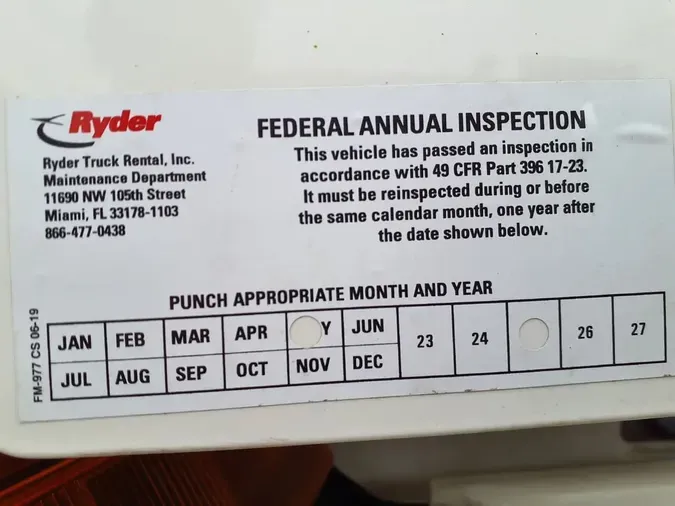 Ryder
Ryder Truck Rental, Inc.
Maintenance Department
11690 NW 105th Street
Miami, FL 33178-1103
866-477-0438
FEDERAL ANNUAL INSPECTION
This vehicle has passed an inspection in
accordance with 49 CFR Part 396 17-23.
It must be reinspected during or before
the same calendar month, one year after
the date shown below.
PUNCH APPROPRIATE MONTH AND YEAR
JAN FEB MAR APR Y JUN 23 24 26 27
JUL AUG SEP OCT NOV DEC
FM-977 CS 06-19